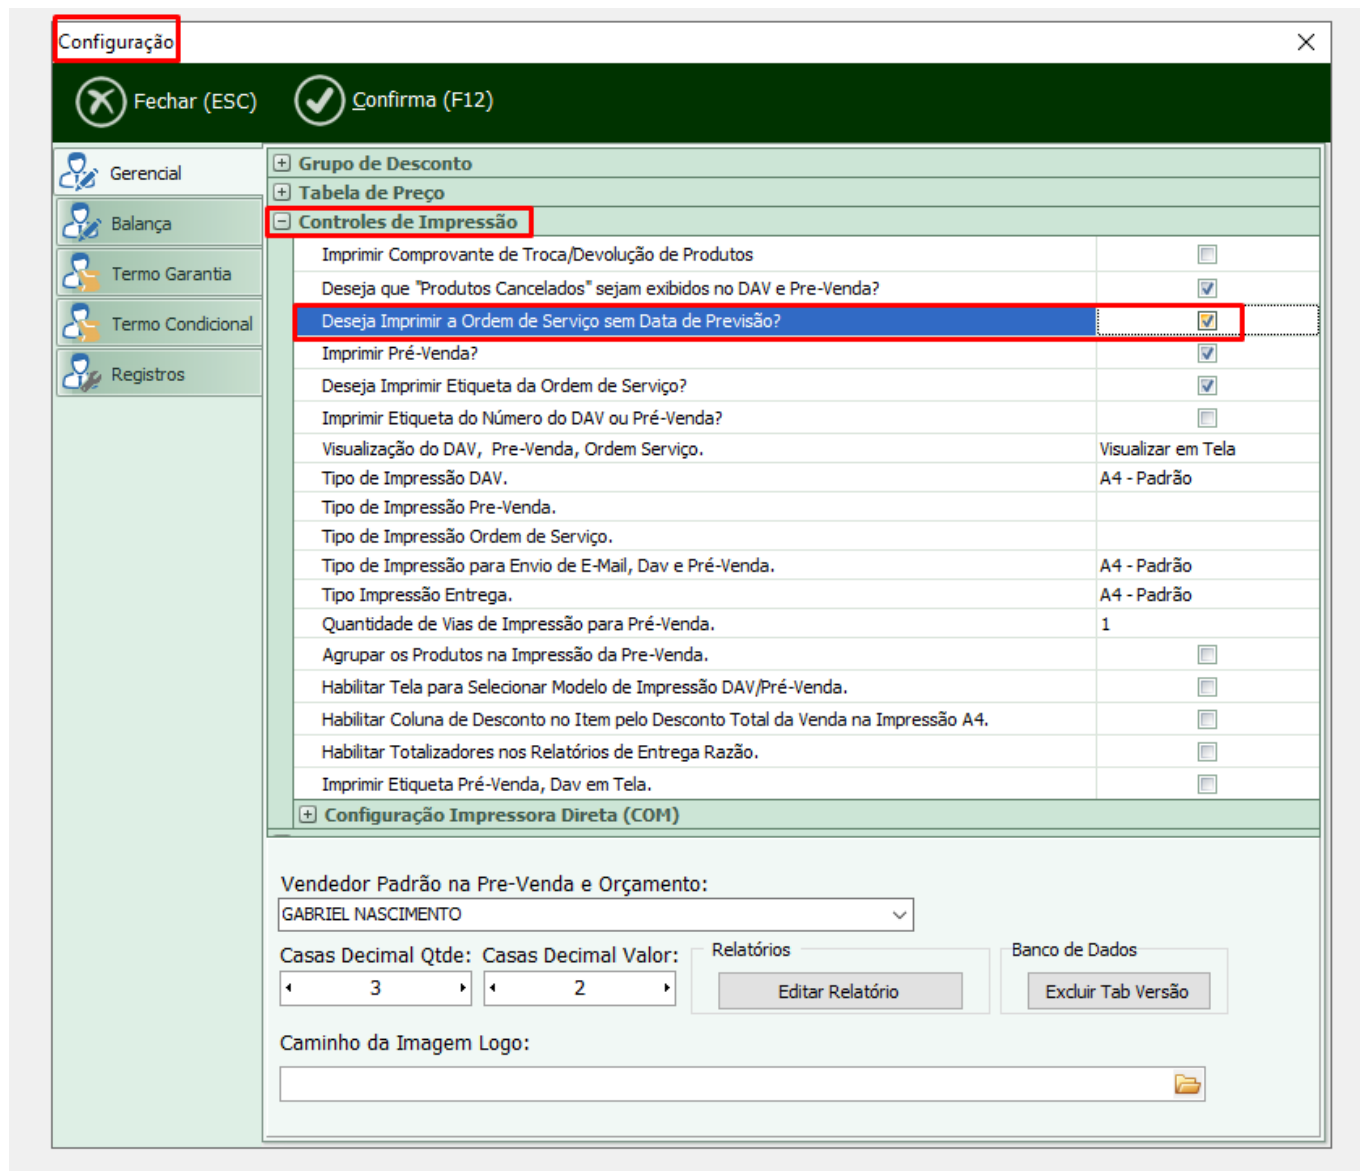 Configuração
Fechar (ESC)
Confirma (F12)
Gerencial
Balança
Termo Garantia
Termo Condicional
Registros
Grupo de Desconto
Tabela de Preço
Controles de Impressão
Imprimir Comprovante de Troca/Devolução de Produtos
Deseja que "Produtos Cancelados" sejam exibidos no DAV e Pre-Venda?
Deseja Imprimir a Ordem de Serviço sem Data de Previsão?
Imprimir Pré-Venda?
Deseja Imprimir Etiqueta da Ordem de Serviço?
Imprimir Etiqueta do Número do DAV ou Pré-Venda?
Visualização do DAV, Pre-Venda, Ordem Serviço. Visualizar em Tela
Tipo de Impressão DAV. A4 - Padrão
Tipo de Impressão Pre-Venda.
Tipo de Impressão Ordem de Serviço.
Tipo de Impressão para Envio de E-Mail, Dav e Pré-Venda. A4 - Padrão
Tipo Impressão Entrega. A4 - Padrão
Quantidade de Vias de Impressão para Pré-Venda. 1
Agrupar os Produtos na Impressão da Pre-Venda.
Habilitar Tela para Selecionar Modelo de Impressão DAV/Pré-Venda.
Habilitar Coluna de Desconto no Item pelo Desconto Total da Venda na Impressão A4.
Habilitar Totalizadores nos Relatórios de Entrega Razão.
Imprimir Etiqueta Pré-Venda, Dav em Tela.
Configuração Impressora Direta (COM)
Vendedor Padrão na Pre-Venda e Orçamento:
GABRIEL NASCIMENTO
Casas Decimal Qtde: Casas Decimal Valor: Relatórios Banco de Dados
3 2 Editar Relatório Excluir Tab Versão
Caminho da Imagem Logo: